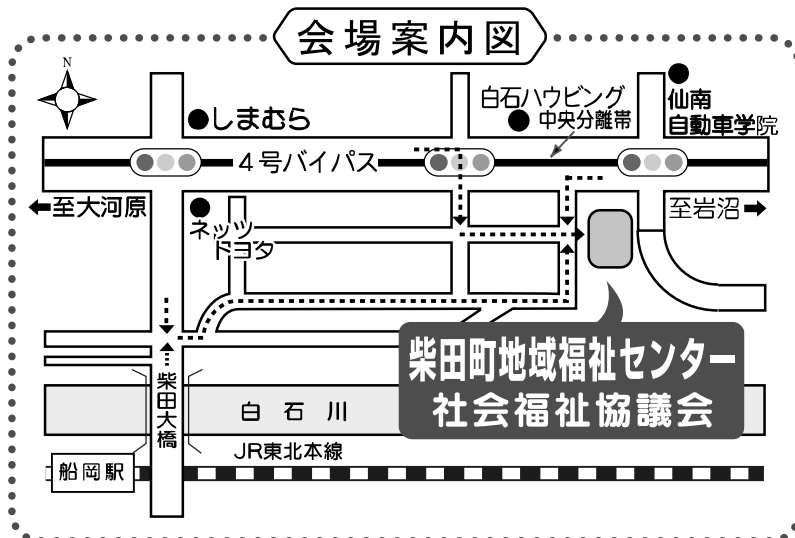 会場案内図
N
しまむら
白石ハウビング
中央分離帯
仙南
自動車学院
4号バイパス
至大河原
ネッツ
トヨタ
至岩沼
柴田町地域福祉センター
社会福祉協議会
柴田大橋
白石川
JR東北本線
船岡駅